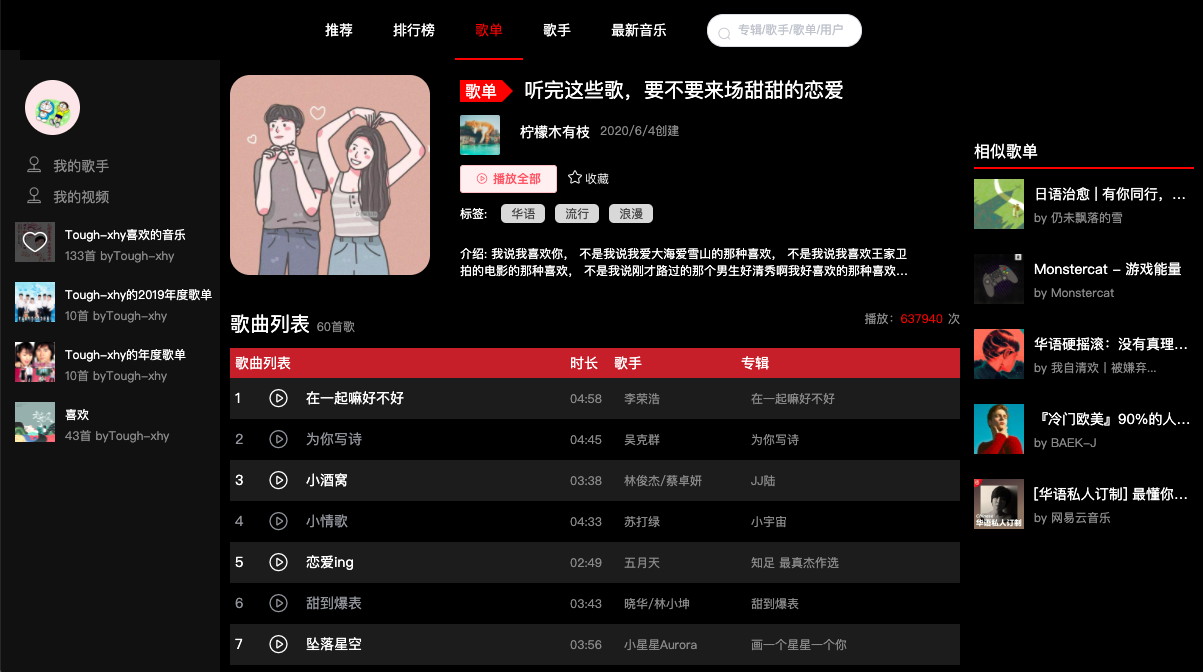 推荐
排行榜
歌单
歌手
最新音乐
专辑/歌手/歌单/用户
我的歌手
我的视频
Tough-xhy喜欢的音乐
133首 byTough-xhy
Tough-xhy的2019年度歌单
10首 byTough-xhy
Tough-xhy的年度歌单
10首 byTough-xhy
喜欢
43首 byTough-xhy
歌单 听完这些歌，要不要来场甜甜的恋爱
柠檬木有枝 2020/6/4创建
播放全部 收藏
标签: 华语 流行 浪漫
介绍: 我说我喜欢你， 不是我说我爱大海爱雪山的那种喜欢， 不是我说我喜欢王家卫
拍的电影的那种喜欢， 不是我说刚才路过的那个男生好清秀啊我好喜欢的那种喜欢...
歌曲列表 60首歌 播放：637940 次
歌曲列表 时长 歌手 专辑
1 在一起嘛好不好 04:58 李荣浩 在一起嘛好不好
2 为你写诗 04:45 吴克群 为你写诗
3 小酒窝 03:38 林俊杰/蔡卓妍 JJ陆
4 小情歌 04:33 苏打绿 小宇宙
5 恋爱ing 02:49 五月天 知足 最真杰作选
6 甜到爆表 03:43 晓华/林小坤 甜到爆表
7 坠落星空 03:56 小星星Aurora 画一个星星一个你
相似歌单
日语治愈 | 有你同行，...
by 仍未飘落的雪
Monstercat - 游戏能量
by Monstercat
华语硬摇滚：没有真理...
by 我自清欢丨被嫌弃...
『冷门欧美』90%的人...
by BAEK-J
[华语私人订制] 最懂你...
by 网易云音乐
华语私人订制